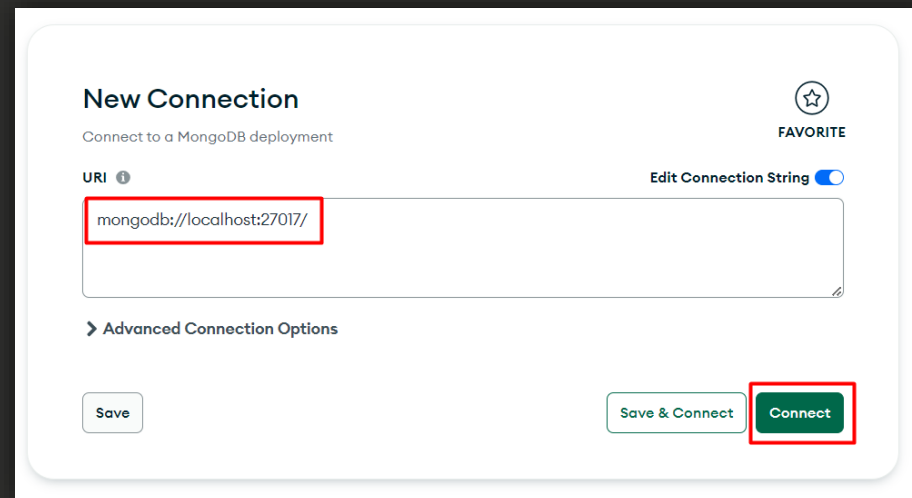 New Connection
FAVORITE
Connect to a MongoDB deployment
URI
Edit Connection String
mongodb://localhost:27017/
Advanced Connection Options
Save
Save & Connect
Connect